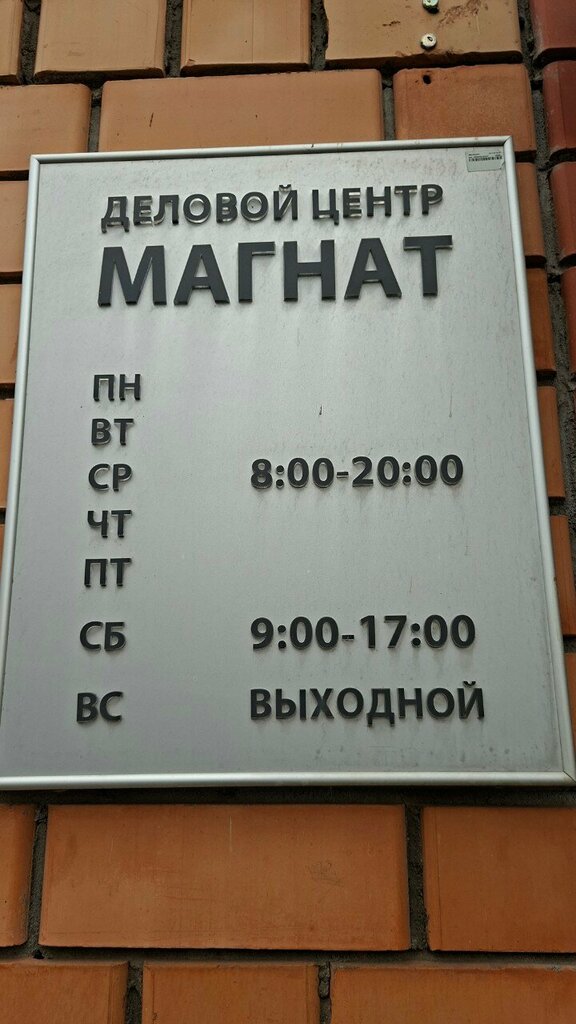 ДЕЛОВОЙ ЦЕНТР
МАГНАТ
ПН
ВТ
СР 8:00-20:00
ЧТ
ПТ
СБ 9:00-17:00
ВС ВЫХОДНОЙ